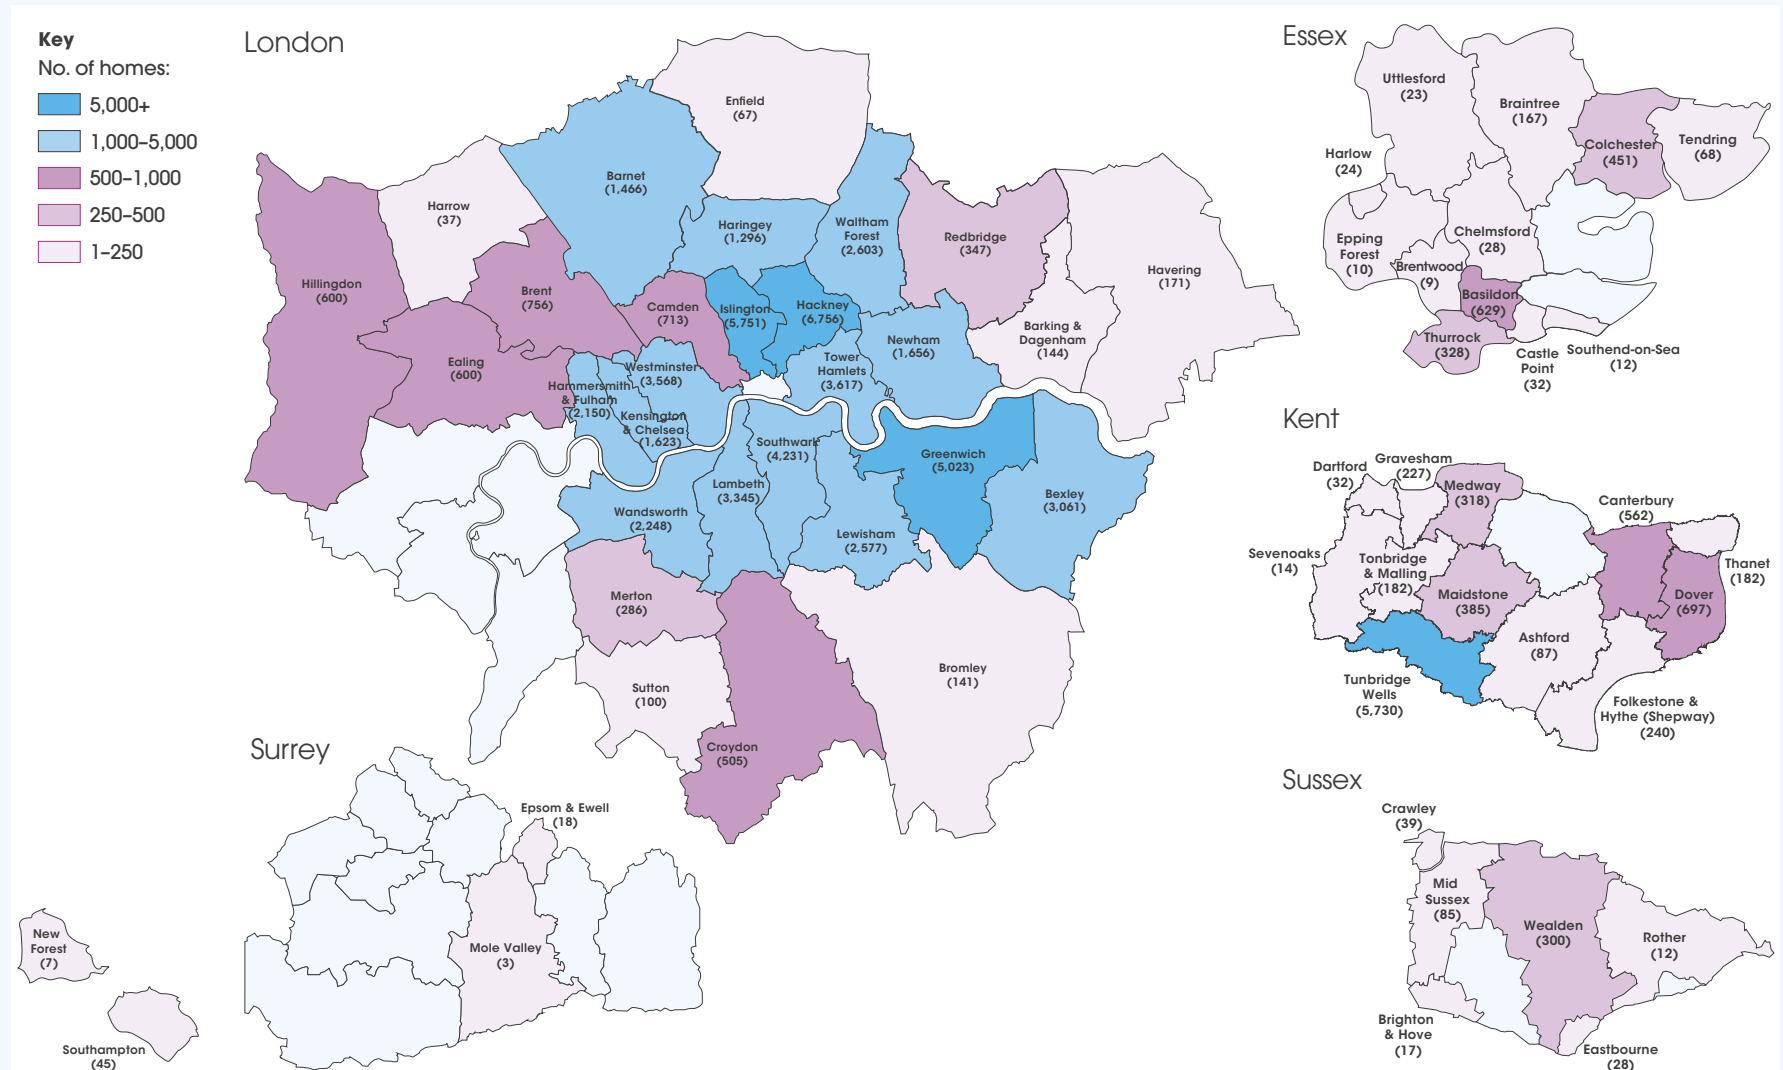 Key
No. of homes:
5,000+
1,000–5,000
500–1,000
250–500
1–250
London
Enfield
(67)
Barnet
(1,466)
Harrow
(37)
Haringey
(1,296)
Waltham
Forest
(2,603)
Redbridge
(347)
Havering
(171)
Hillingdon
(600)
Brent
(756)
Camden
(713)
Islington
(5,751)
Hackney
(6,756)
Barking &
Dagenham
(144)
Newham
(1,656)
Ealing
(600)
Tower
Hamlets
(3,617)
Westminster
(3,568)
Hammersmith
& Fulham
(2,150)
Kensington
& Chelsea
(1,623)
Southwark
(4,231)
Greenwich
(5,023)
Lambeth
(3,345)
Bexley
(3,061)
Wandsworth
(2,248)
Lewisham
(2,577)
Merton
(286)
Bromley
(141)
Sutton
(100)
Croydon
(505)
Surrey
Epsom & Ewell
(18)
Mole Valley
(3)
New
Forest
(7)
Southampton
(45)
Essex
Uttlesford
(23)
Braintree
(167)
Colchester
(451)
Tendring
(68)
Harlow
(24)
Epping
Forest
(10)
Chelmsford
(28)
Brentwood
(9)
Basildon
(629)
Thurrock
(328)
Castle
Point
(32)
Southend-on-Sea
(12)
Kent
Dartford
(32)
Gravesham
(227)
Medway
(318)
Canterbury
(562)
Sevenoaks
(14)
Tonbridge
& Malling
(182)
Thanet
(182)
Maidstone
(385)
Dover
(697)
Ashford
(87)
Tunbridge
Wells
(5,730)
Folkestone &
Hythe (Shepway)
(240)
Sussex
Crawley
(39)
Mid
Sussex
(85)
Wealden
(300)
Rother
(12)
Brighton
& Hove
(17)
Eastbourne
(28)